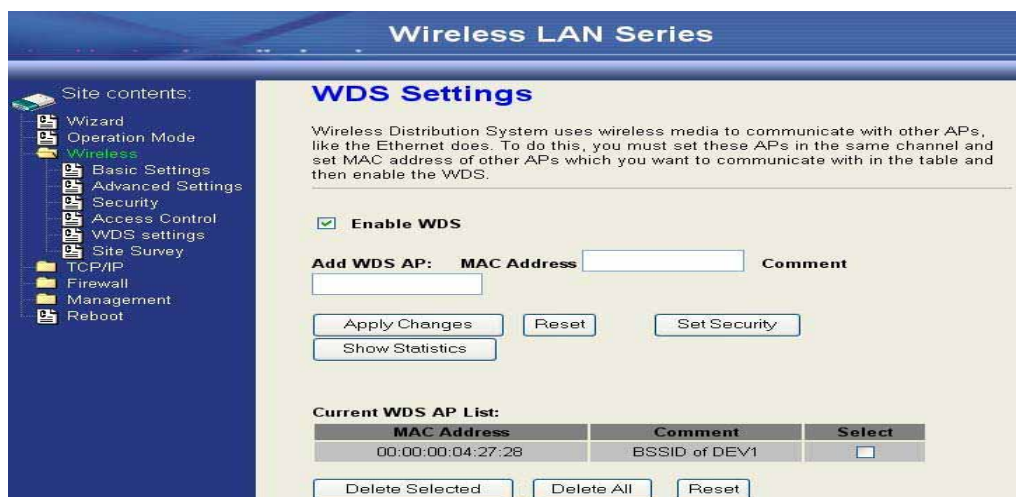 Wireless LAN Series
Site contents:
Wizard
Operation Mode
Wireless
Basic Settings
Advanced Settings
Security
Access Control
WDS settings
Site Survey
TCP/IP
Firewall
Management
Reboot
WDS Settings
Wireless Distribution System uses wireless media to communicate with other APs,
like the Ethernet does. To do this, you must set these APs in the same channel and
set MAC address of other APs which you want to communicate with in the table and
then enable the WDS.
Enable WDS
Add WDS AP: MAC Address Comment
Apply Changes Reset Set Security
Show Statistics
Current WDS AP List:
MAC Address Comment Select
00:00:00:04:27:28 BSSID of DEV1
Delete Selected Delete All Reset